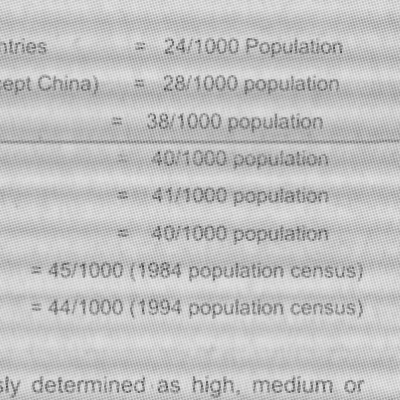 ntries = 24/1000 Population
cept China) = 28/1000 population
= 38/1000 population
= 40/1000 population
= 41/1000 population
= 40/1000 population
= 45/1000 (1984 population census)
= 44/1000 (1994 population census)
sly determined as high, medium or